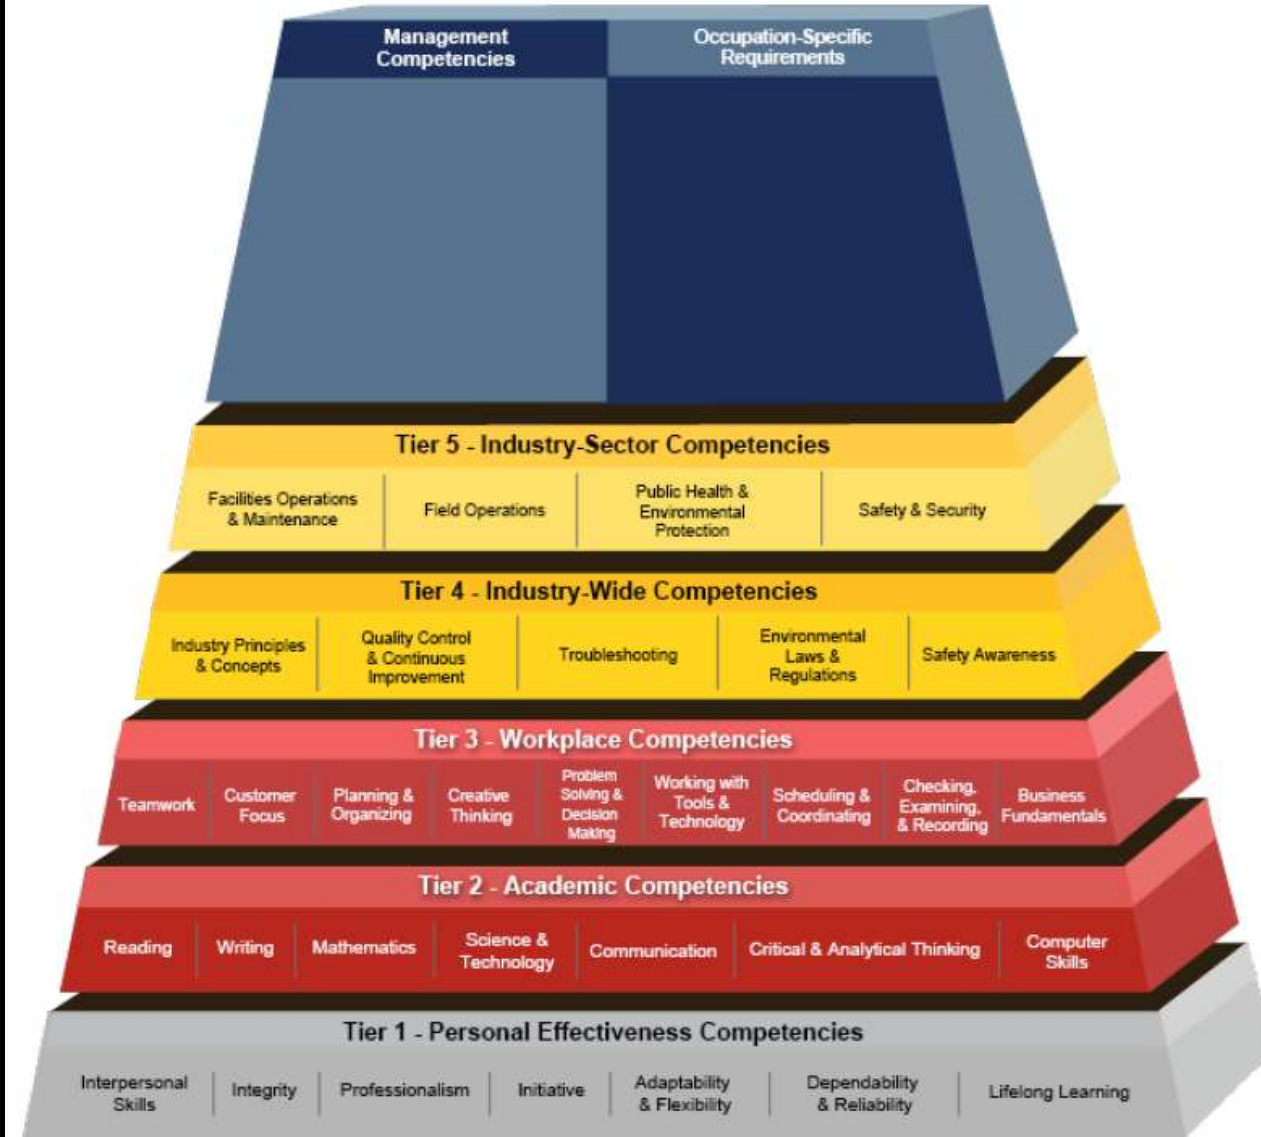 Management
Competencies
Occupation-Specific
Requirements
Tier 5 - Industry-Sector Competencies
Facilities Operations
& Maintenance
Field Operations
Public Health &
Environmental
Protection
Safety & Security
Tier 4 - Industry-Wide Competencies
Industry Principles
& Concepts
Quality Control
& Continuous
Improvement
Troubleshooting
Environmental
Laws &
Regulations
Safety Awareness
Tier 3 - Workplace Competencies
Teamwork
Customer
Focus
Planning &
Organizing
Creative
Thinking
Problem
Solving &
Decision
Making
Working with
Tools &
Technology
Scheduling &
Coordinating
Checking,
Examining,
& Recording
Business
Fundamentals
Tier 2 - Academic Competencies
Reading
Writing
Mathematics
Science &
Technology
Communication
Critical & Analytical Thinking
Computer
Skills
Tier 1 - Personal Effectiveness Competencies
Interpersonal
Skills
Integrity
Professionalism
Initiative
Adaptability
& Flexibility
Dependability
& Reliability
Lifelong Learning